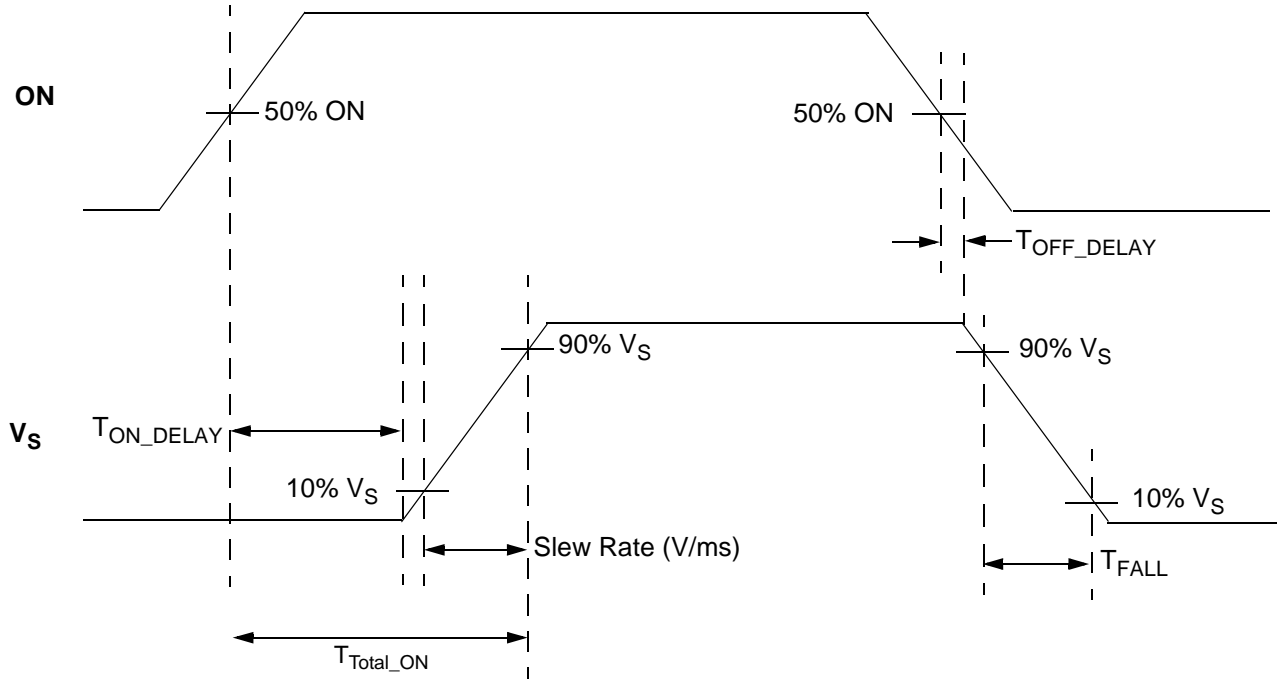 ON
50% ON
50% ON
T_OFF_DELAY
90% V_S
90% V_S
V_S
T_ON_DELAY
10% V_S
10% V_S
Slew Rate (V/ms)
T_FALL
T_Total_ON